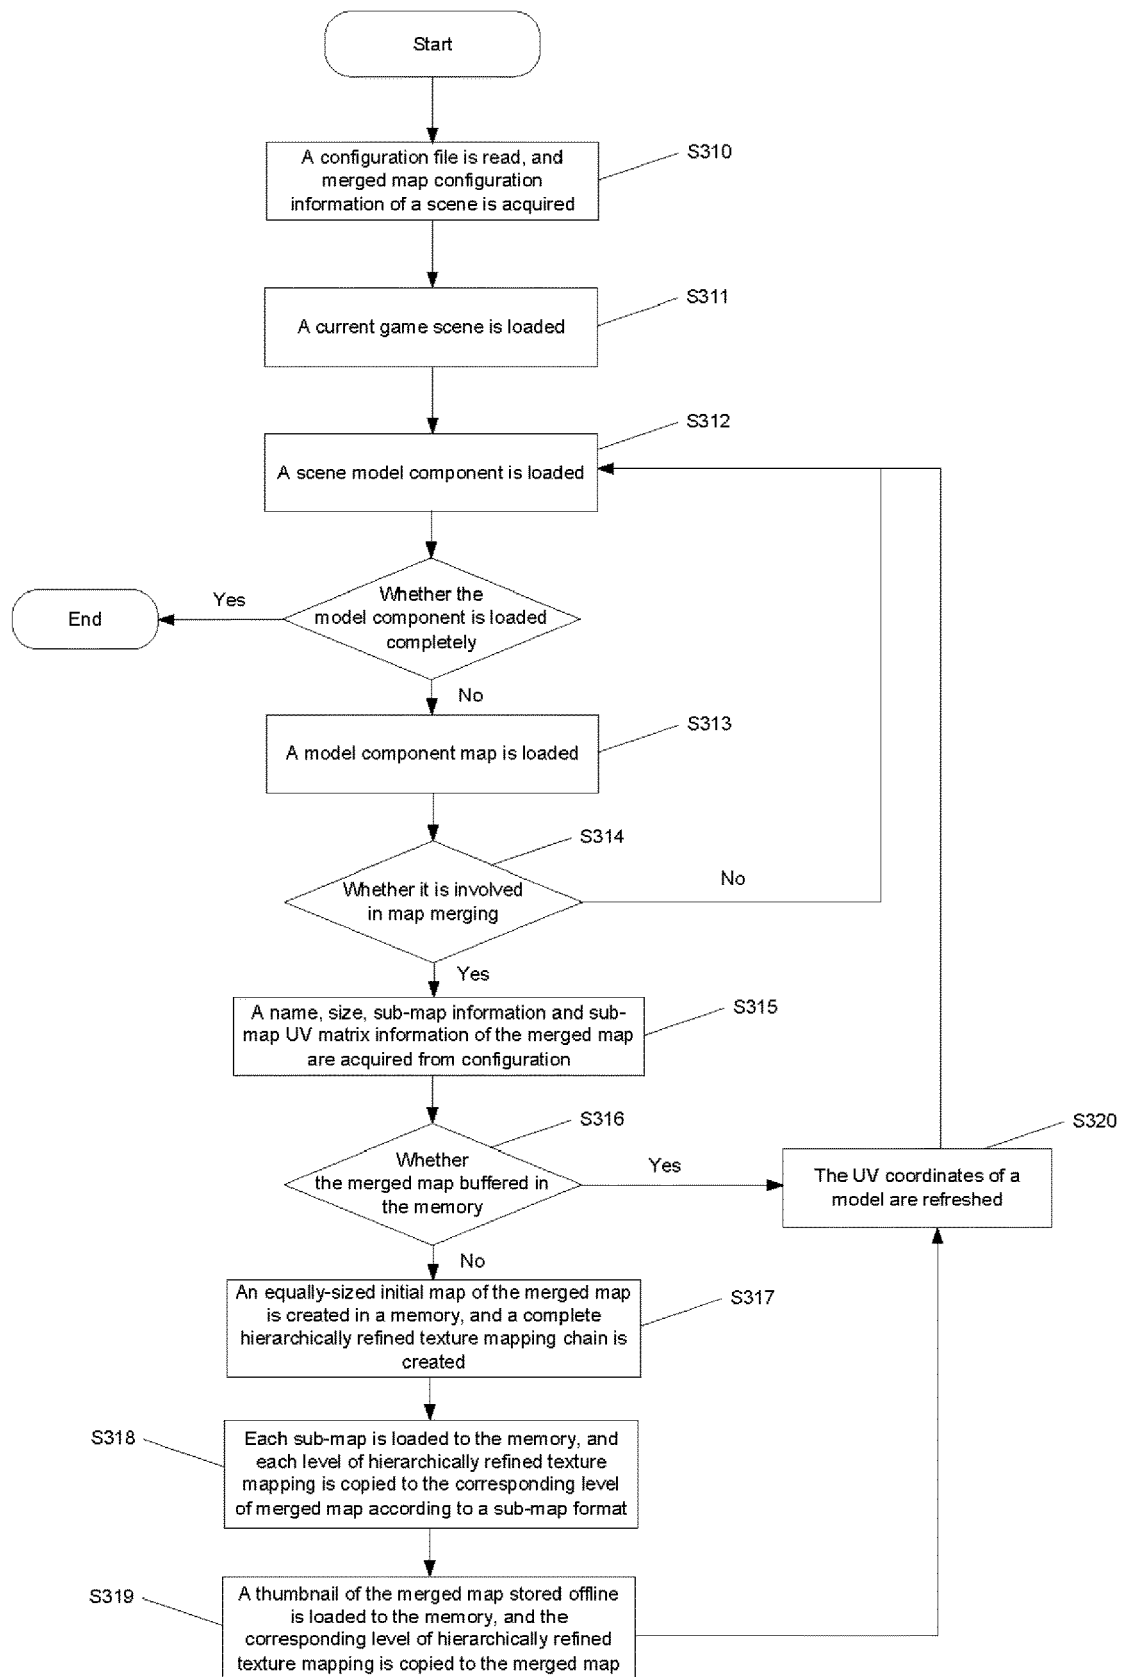 Start
A configuration file is read, and
merged map configuration
information of a scene is acquired
S310
A current game scene is loaded
S311
A scene model component is loaded
S312
Whether the
model component is loaded
completely
Yes
End
No
A model component map is loaded
S313
Whether it is involved
in map merging
S314
No
Yes
A name, size, sub-map information and sub-
map UV matrix information of the merged map
are acquired from configuration
S315
Whether
the merged map buffered in
the memory
S316
Yes
The UV coordinates of a
model are refreshed
S320
No
An equally-sized initial map of the merged map
is created in a memory, and a complete
hierarchically refined texture mapping chain is
created
S317
S318
Each sub-map is loaded to the memory, and
each level of hierarchically refined texture
mapping is copied to the corresponding level
of merged map according to a sub-map format
S319
A thumbnail of the merged map stored offline
is loaded to the memory, and the
corresponding level of hierarchically refined
texture mapping is copied to the merged map